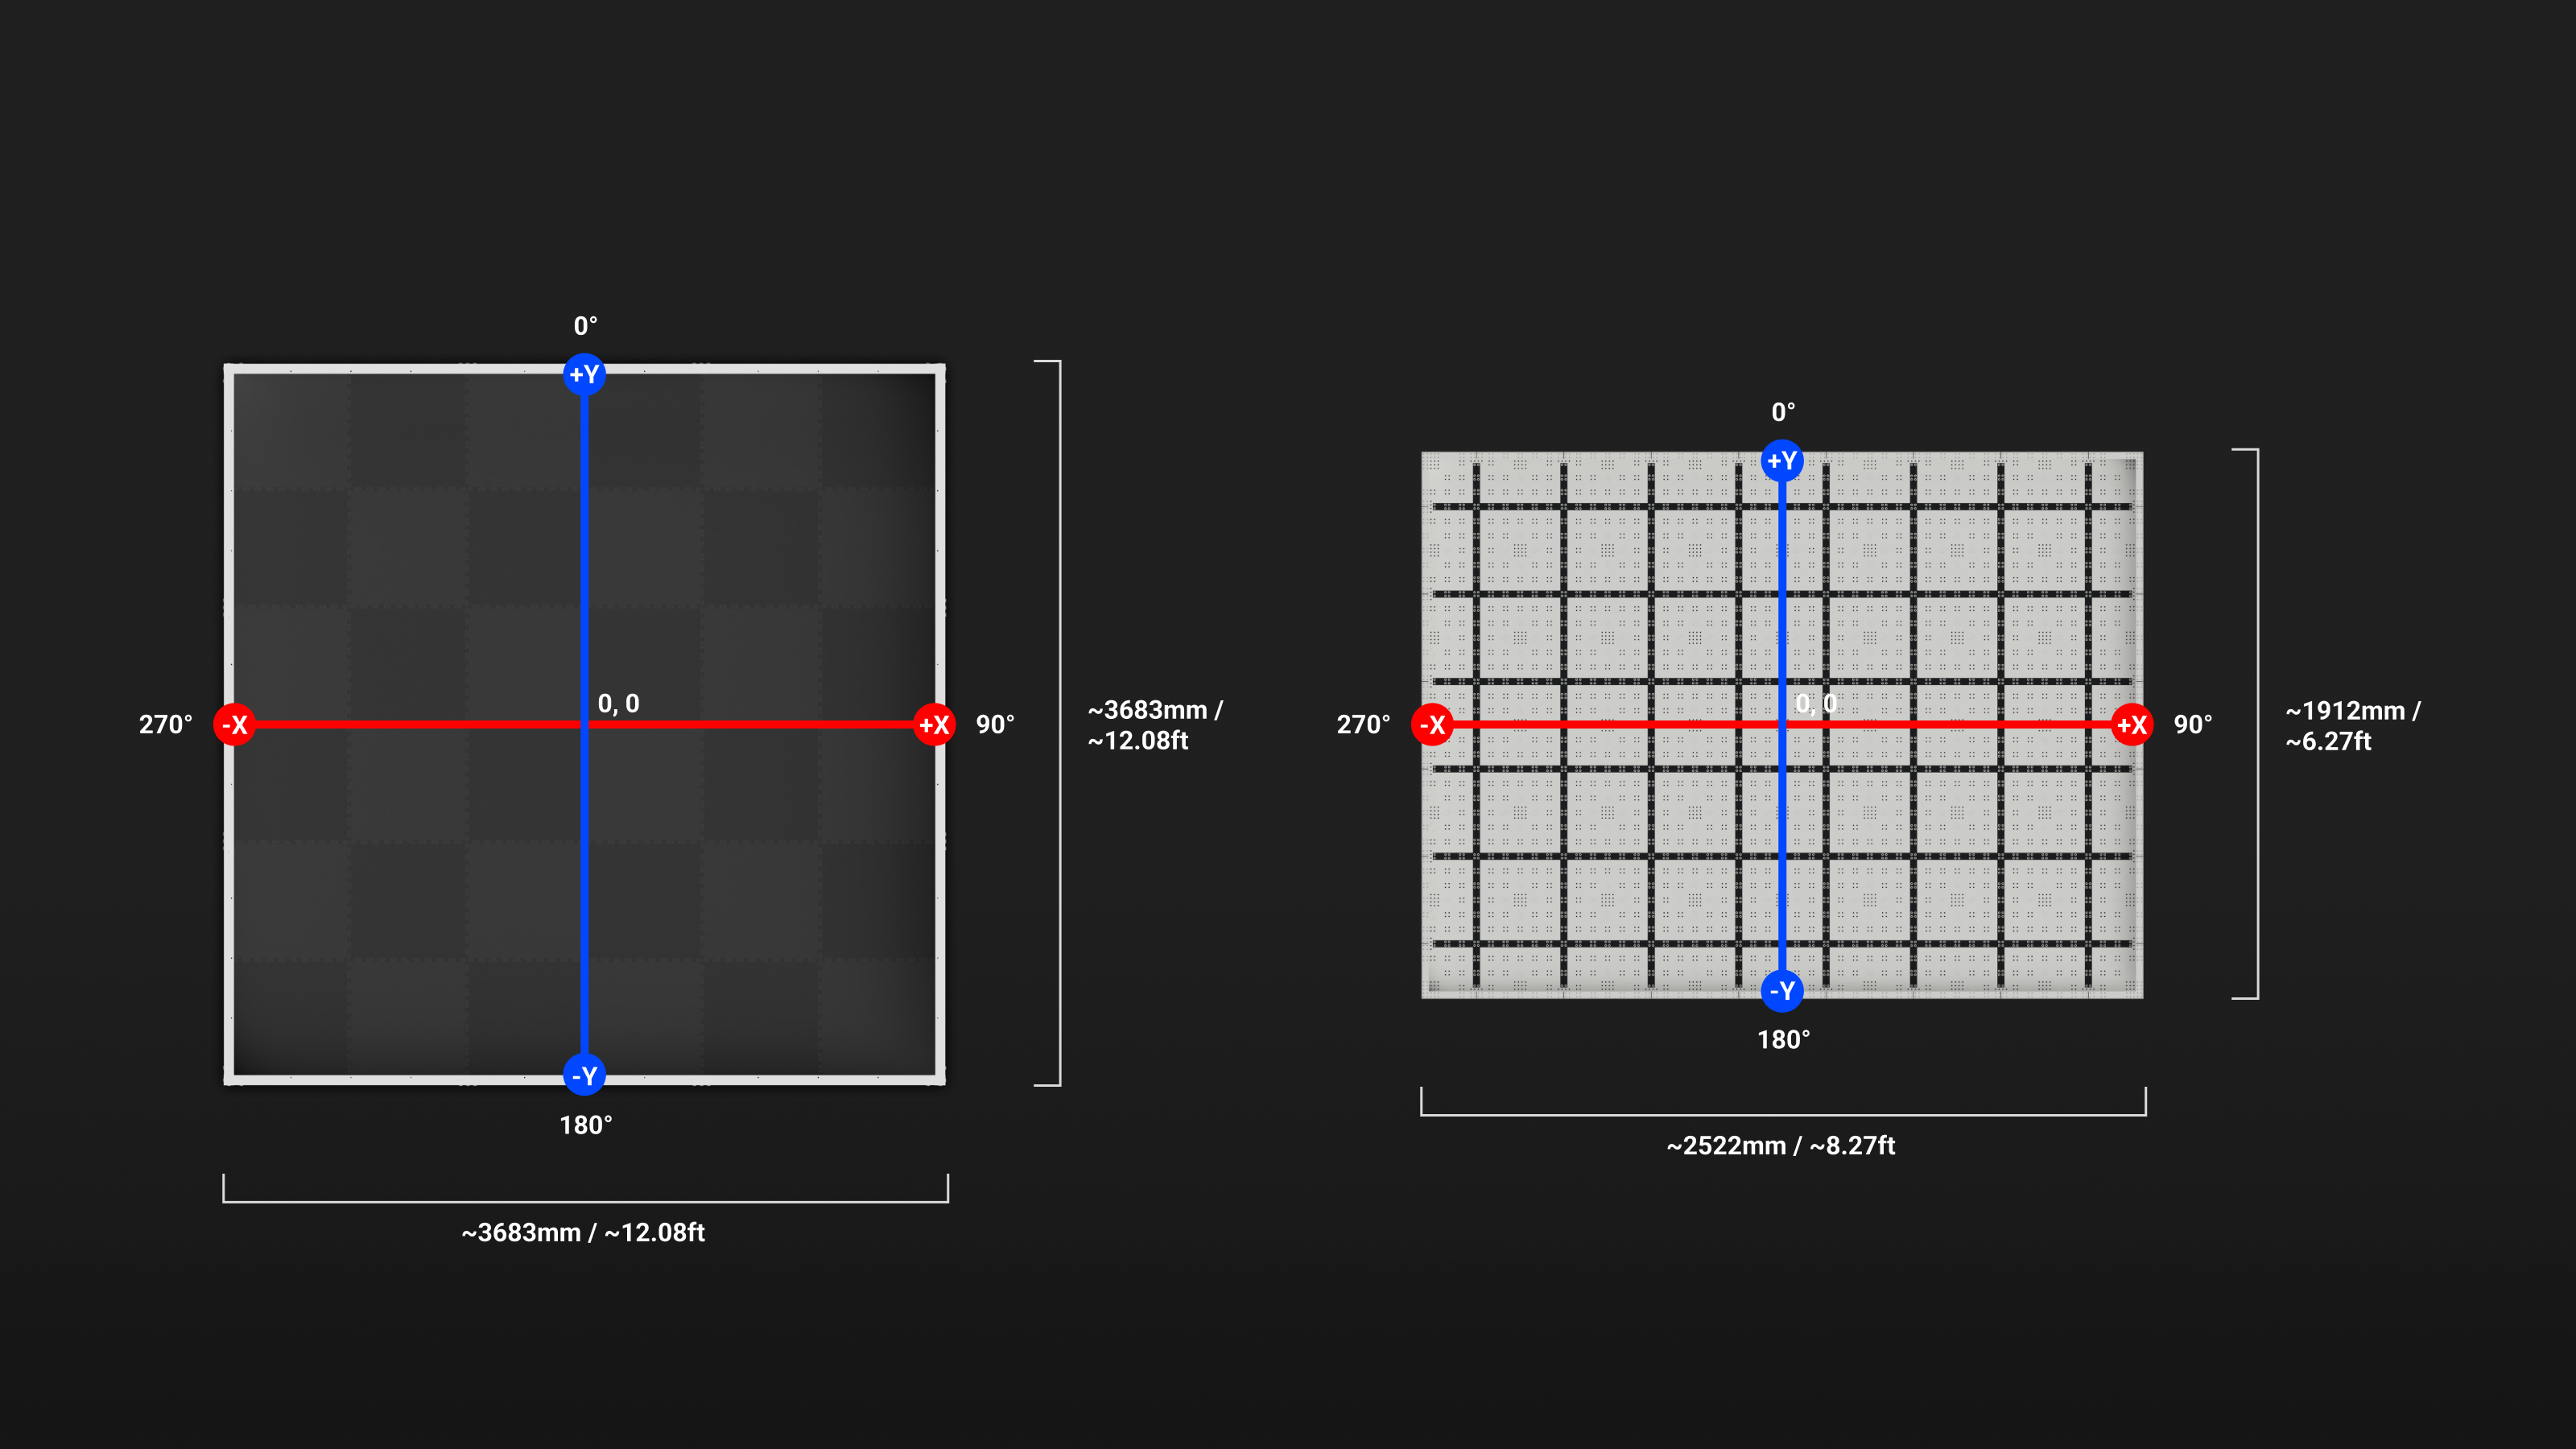 0°
+Y
0, 0
270°
-X
+X
90°
~3683mm /
~12.08ft
-Y
180°
~3683mm / ~12.08ft
0°
+Y
0, 0
270°
-X
+X
90°
~1912mm /
~6.27ft
-Y
180°
~2522mm / ~8.27ft